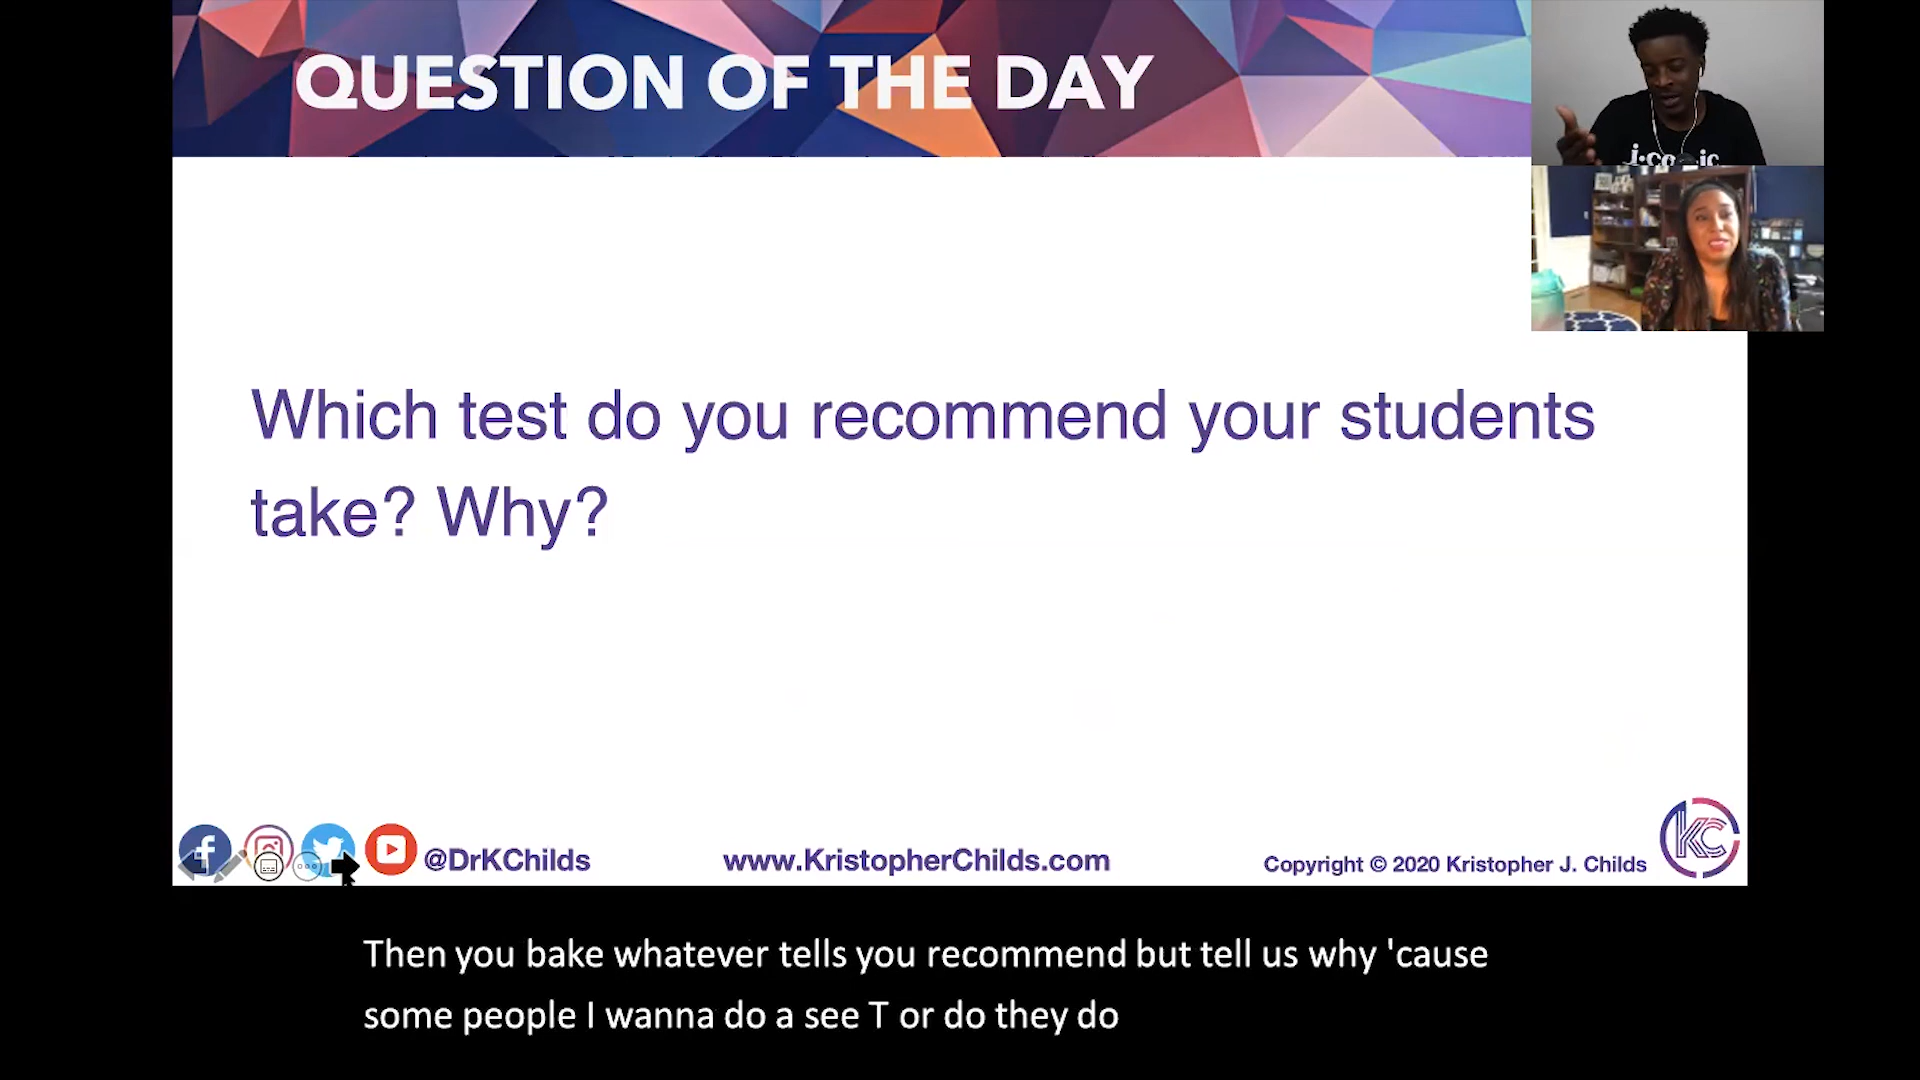 QUESTION OF THE DAY
Which test do you recommend your students
take? Why?
@DrKChilds
www.KristopherChilds.com
Copyright © 2020 Kristopher J. Childs
KC
Then you bake whatever tells you recommend but tell us why 'cause
some people I wanna do a see T or do they do